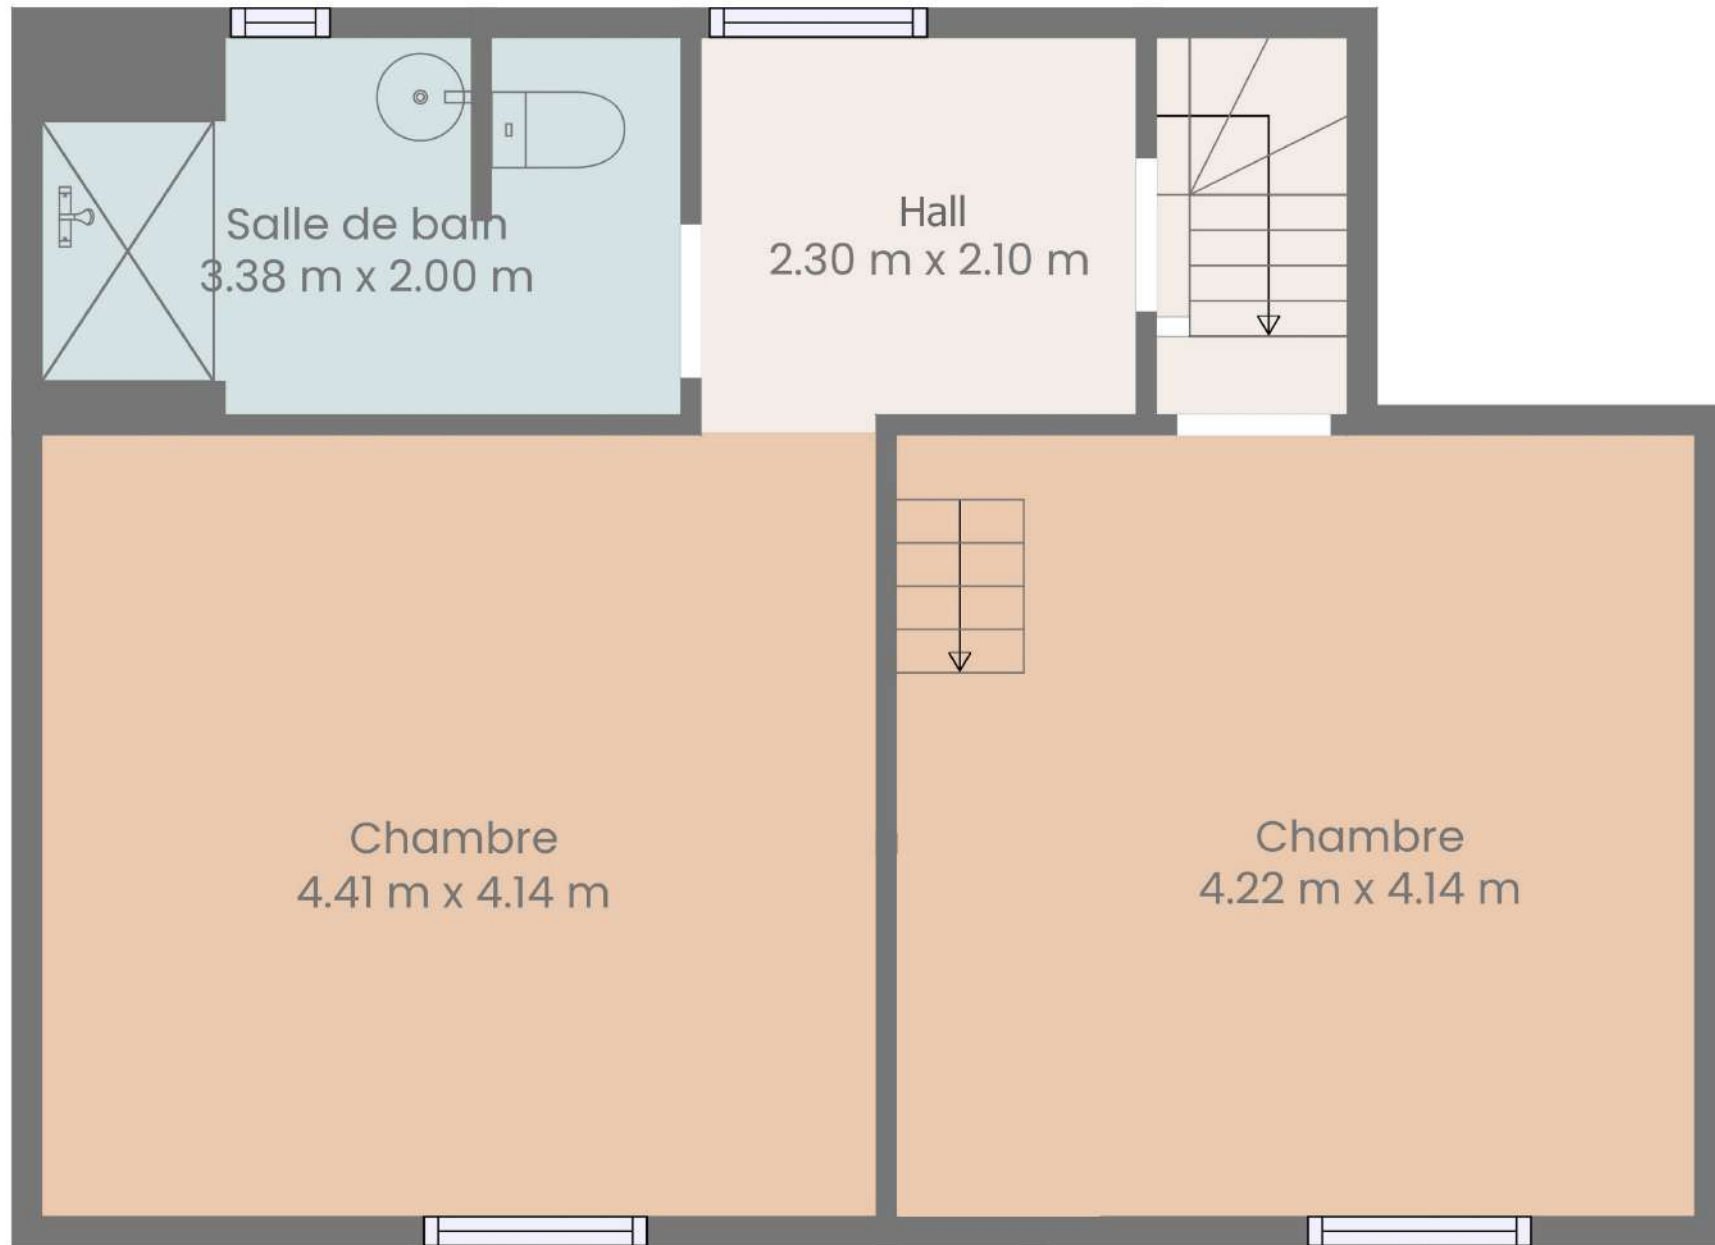 Salle de bain
3.38 m x 2.00 m
Hall
2.30 m x 2.10 m
Chambre
4.41 m x 4.14 m
Chambre
4.22 m x 4.14 m